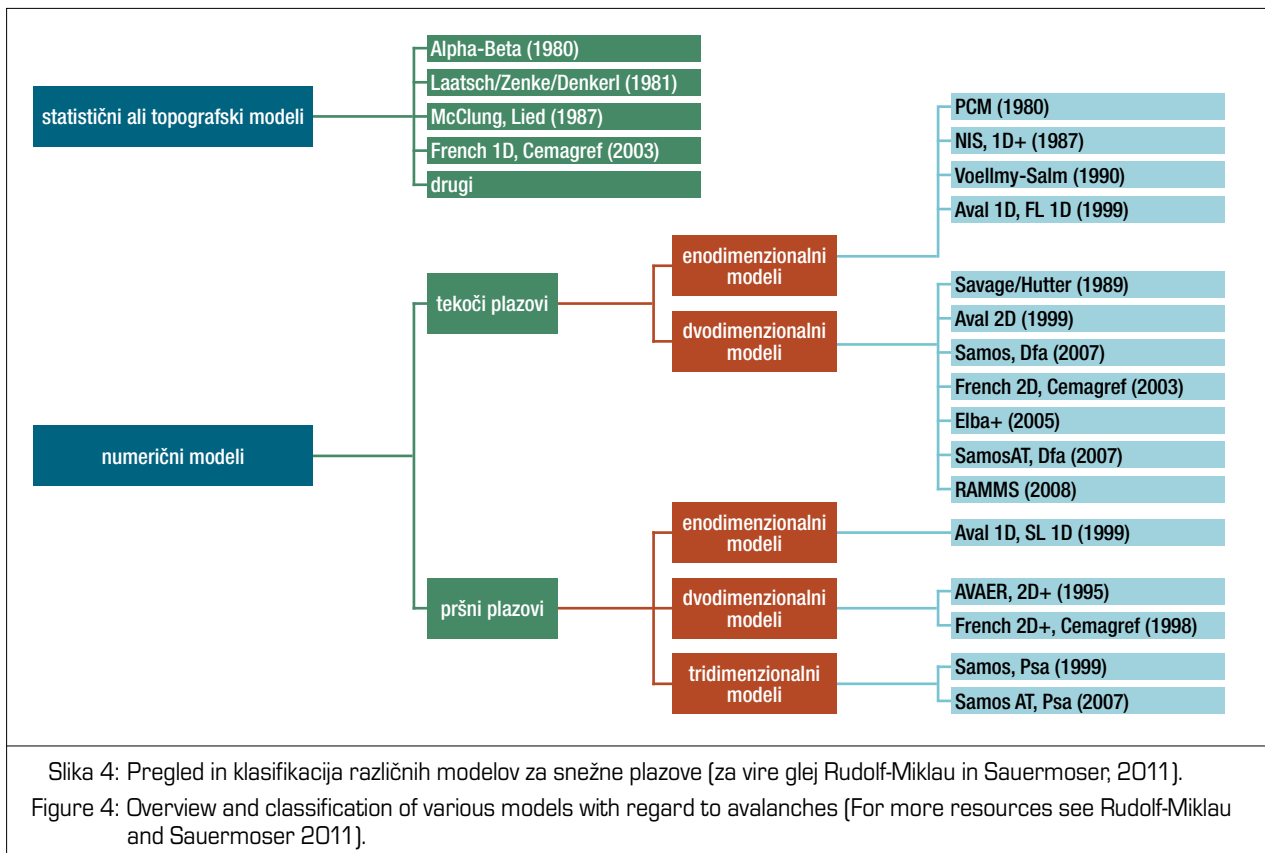 statistični ali topografski modeli
Alpha-Beta (1980)
Laatsch/Zenke/Denkerl (1981)
McClung, Lied (1987)
French 1D, Cemagref (2003)
drugi
numerični modeli
tekoči plazovi
enodimenzionalni
modeli
PCM (1980)
NIS, 1D+ (1987)
Voellmy-Salm (1990)
Aval 1D, FL 1D (1999)
dvodimenzionalni
modeli
Savage/Hutter (1989)
Aval 2D (1999)
Samos, Dfa (2007)
French 2D, Cemagref (2003)
Elba+ (2005)
SamosAT, Dfa (2007)
RAMMS (2008)
pršni plazovi
enodimenzionalni
modeli
Aval 1D, SL 1D (1999)
dvodimenzionalni
modeli
AVAER, 2D+ (1995)
French 2D+, Cemagref (1998)
tridimenzionalni
modeli
Samos, Psa (1999)
Samos AT, Psa (2007)
Slika 4: Pregled in klasifikacija različnih modelov za snežne plazove (za vire glej Rudolf-Miklau in Sauermoser, 2011).
Figure 4: Overview and classification of various models with regard to avalanches (For more resources see Rudolf-Miklau
and Sauermoser 2011).